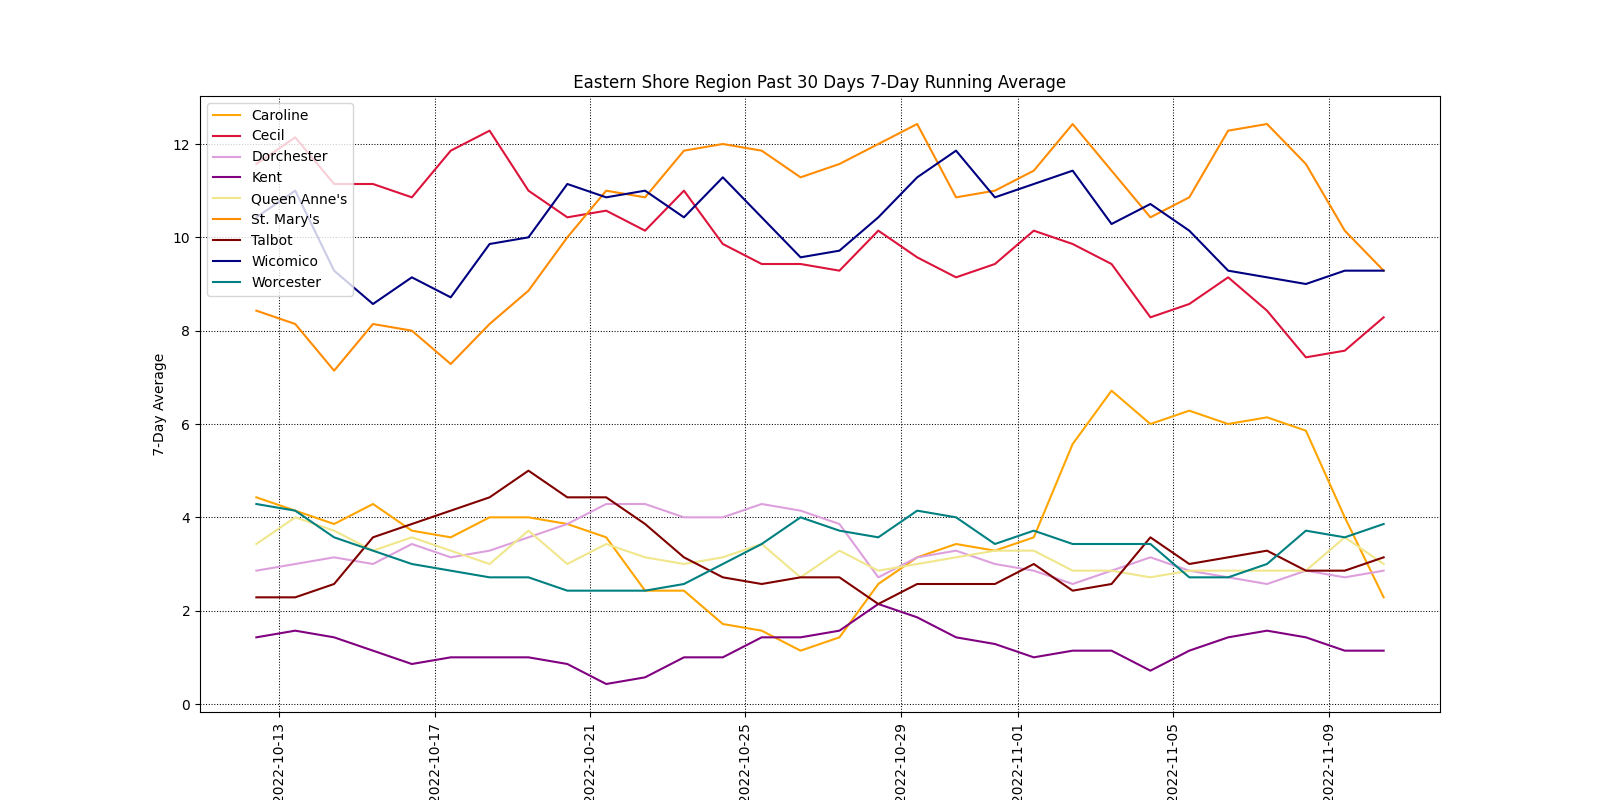 Eastern Shore Region Past 30 Days 7-Day Running Average
Caroline
Cecil
Dorchester
Kent
Queen Anne's
St. Mary's
Talbot
Wicomico
Worcester
7-Day Average
12
10
8
6
4
2
0
2022-10-13
2022-10-17
2022-10-21
2022-10-25
2022-10-29
2022-11-01
2022-11-05
2022-11-09